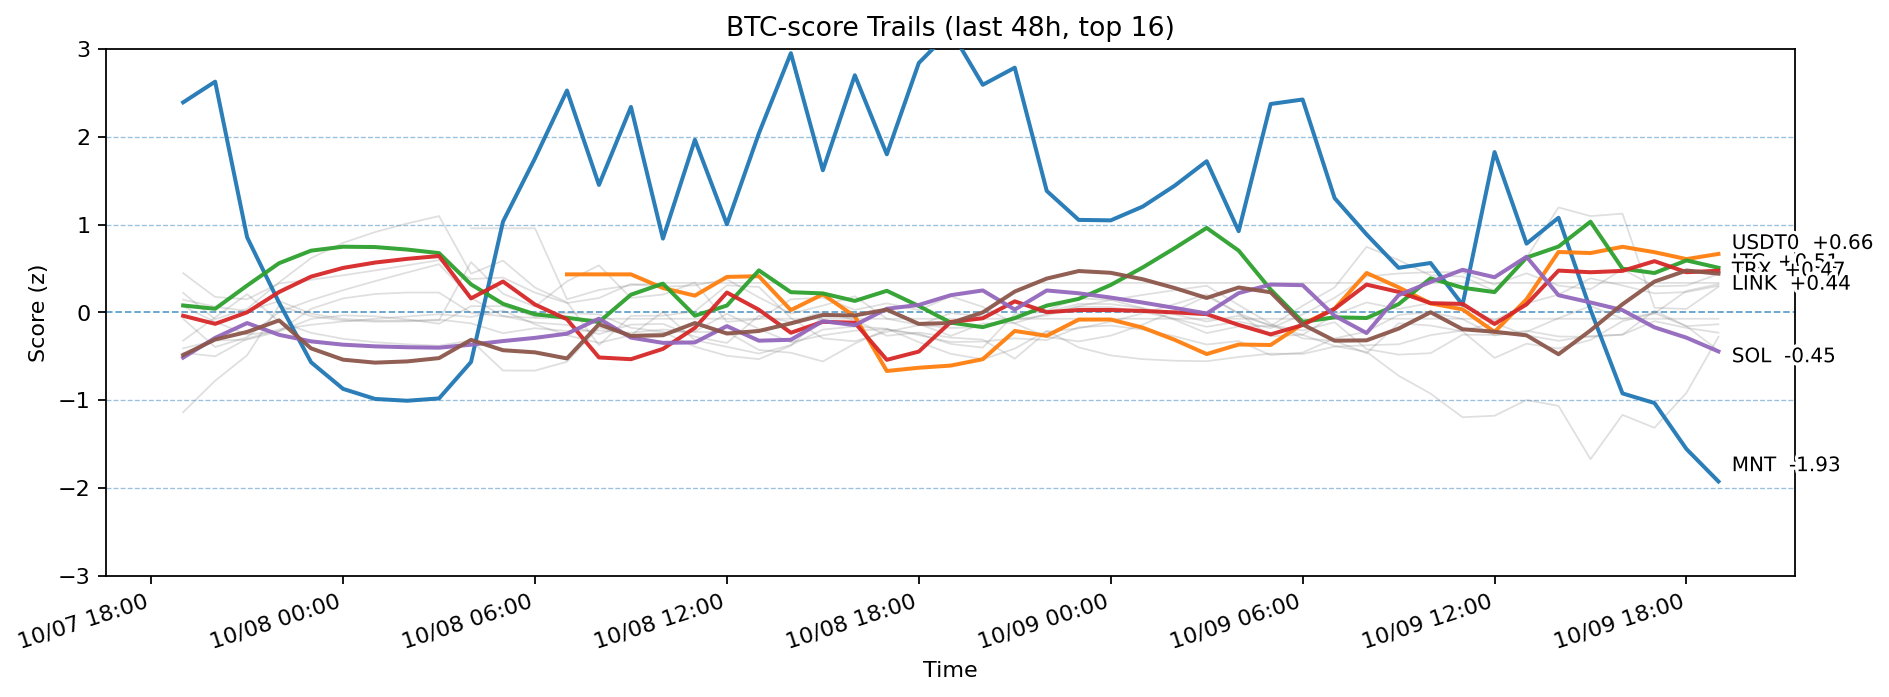 BTC-score Trails (last 48h, top 16)
Score (z)
3
2
1
0
−1
−2
−3
USDT0 +0.66
LTC +0.51
TRX +0.47
LINK +0.44
SOL -0.45
MNT -1.93
10/07 18:00
10/08 00:00
10/08 06:00
10/08 12:00
10/08 18:00
10/09 00:00
10/09 06:00
10/09 12:00
10/09 18:00
Time